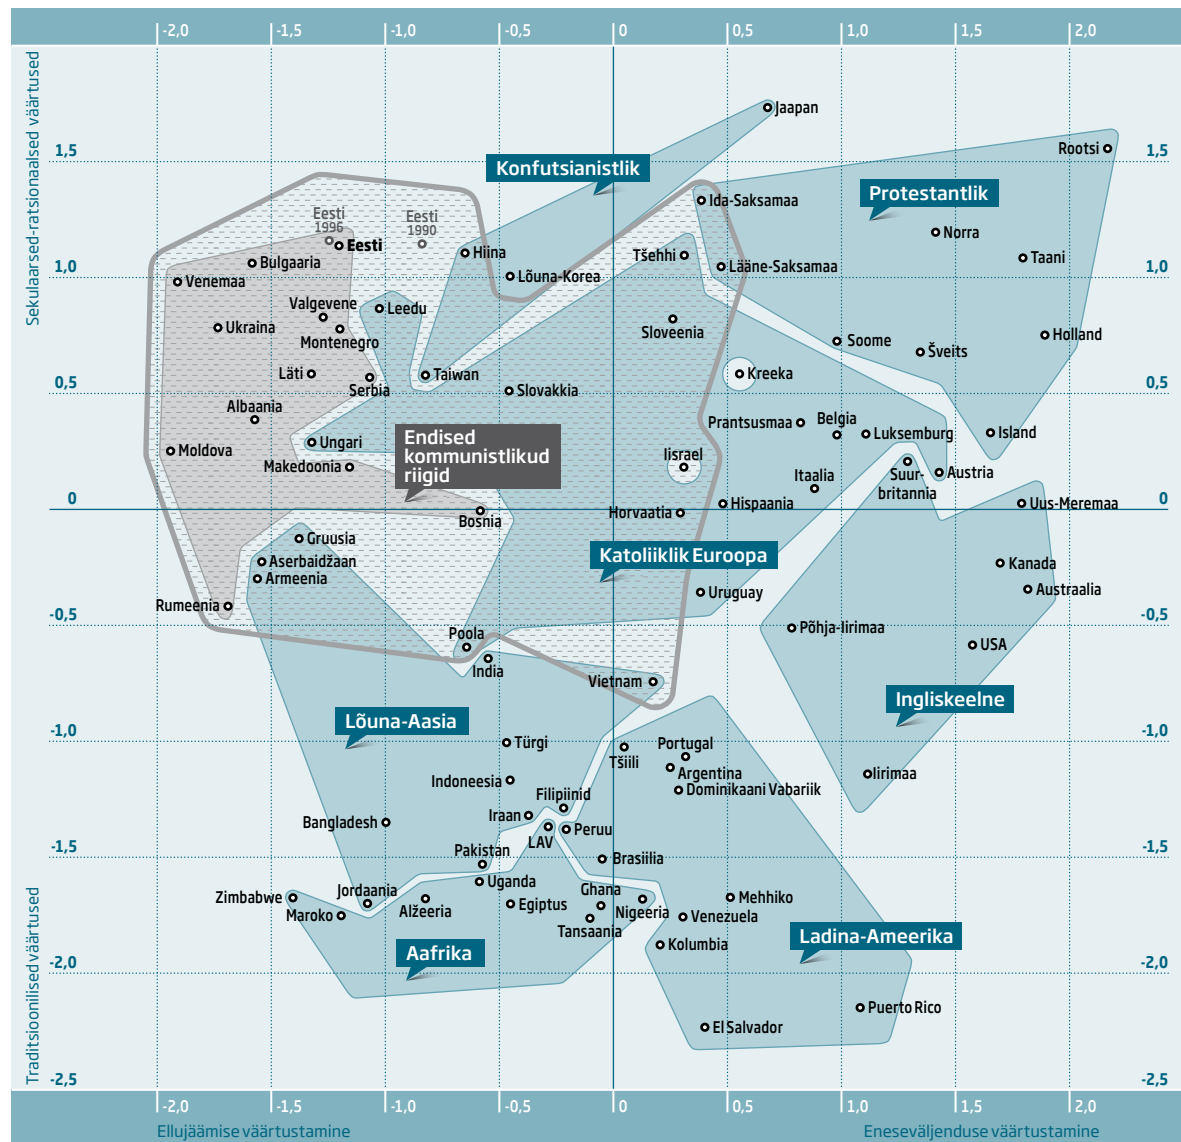 -2,0 -1,5 -1,0 -0,5 0 0,5 1,0 1,5 2,0
Sekulaarsed-ratsionaalsed väärtused
Jaapan
1,5 1,5
Rootsi
Konfutsianistlik
Protestantlik
Ida-Saksamaa
Eesti
1996
Eesti
1990
Eesti
Norra
Hiina
Tšehhi
Taani
Bulgaaria
Lääne-Saksamaa
1,0 1,0
Venemaa
Lõuna-Korea
Valgevene
Leedu
Ukraina
Montenegro
Sloveenia
Soome
Holland
Šveits
Läti
Serbia
Taiwan
Kreeka
Slovakkia
0,5 0,5
Albaania
Prantsusmaa
Belgia
Luksemburg
Island
Moldova
Ungari
Endised
kommunistlikud
riigid
Makedoonia
Iisrael
Itaalia
Suur-
britannia
Austria
0 0
Bosnia
Horvaatia
Hispaania
Uus-Meremaa
Gruusia
Aserbaidžaan
Armeenia
Katoliiklik Euroopa
Kanada
Austraalia
Rumeenia
Uruguay
-0,5 -0,5
Poola
Põhja-Iirimaa
India
USA
Vietnam
Ingliskeelne
Lõuna-Aasia
-1,0 -1,0
Türgi
Tšiili
Portugal
Argentina
Iirimaa
Indoneesia
Dominikaani Vabariik
Filipiinid
Iraan
Bangladesh
LAV
Peruu
-1,5 -1,5
Pakistan
Brasiilia
Uganda
Ghana
Zimbabwe
Jordaania
Maroko
Alžeeria
Egiptus
Tansaania
Nigeeria
Mehhiko
Venezuela
Kolumbia
Ladina-Ameerika
Aafrika
-2,0 -2,0
Puerto Rico
El Salvador
Traditsioonilised väärtused
-2,5 -2,5
-2,0 -1,5 -1,0 -0,5 0 0,5 1,0 1,5 2,0
Ellujäämise väärtustamine
Eneseväljenduse väärtustamine